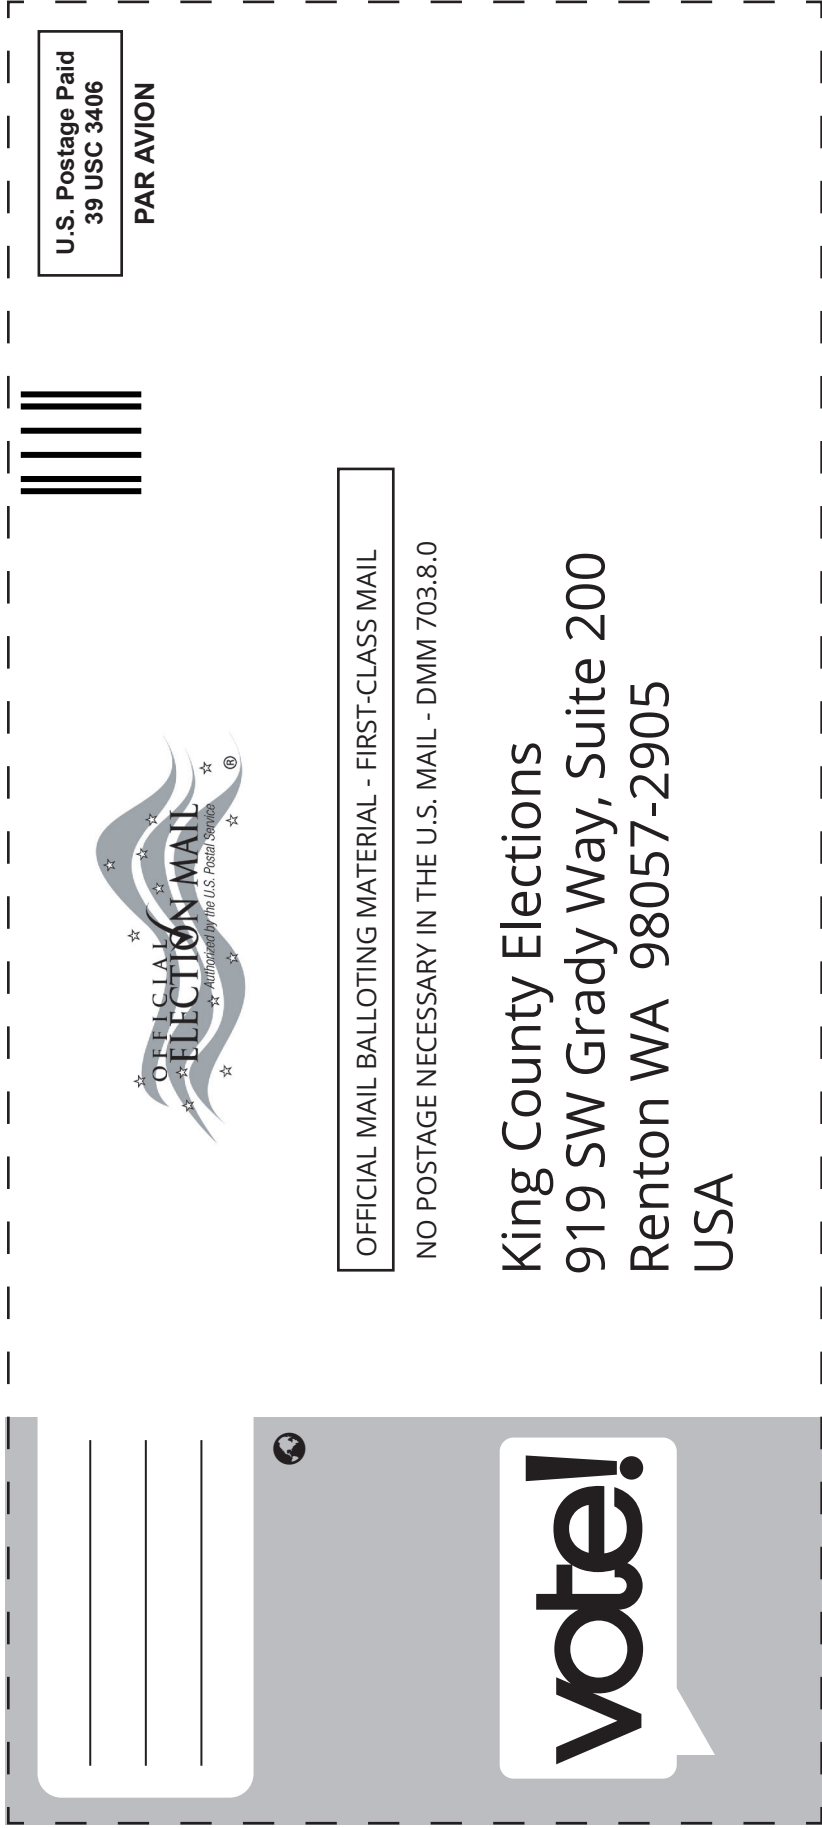 U.S. Postage Paid
39 USC 3406
PAR AVION
OFFICIAL
ELECTION MAIL
Authorized by the U.S. Postal Service
®
OFFICIAL MAIL BALLOTING MATERIAL - FIRST-CLASS MAIL
NO POSTAGE NECESSARY IN THE U.S. MAIL - DMM 703.8.0
King County Elections
919 SW Grady Way, Suite 200
Renton WA 98057-2905
USA
vote!